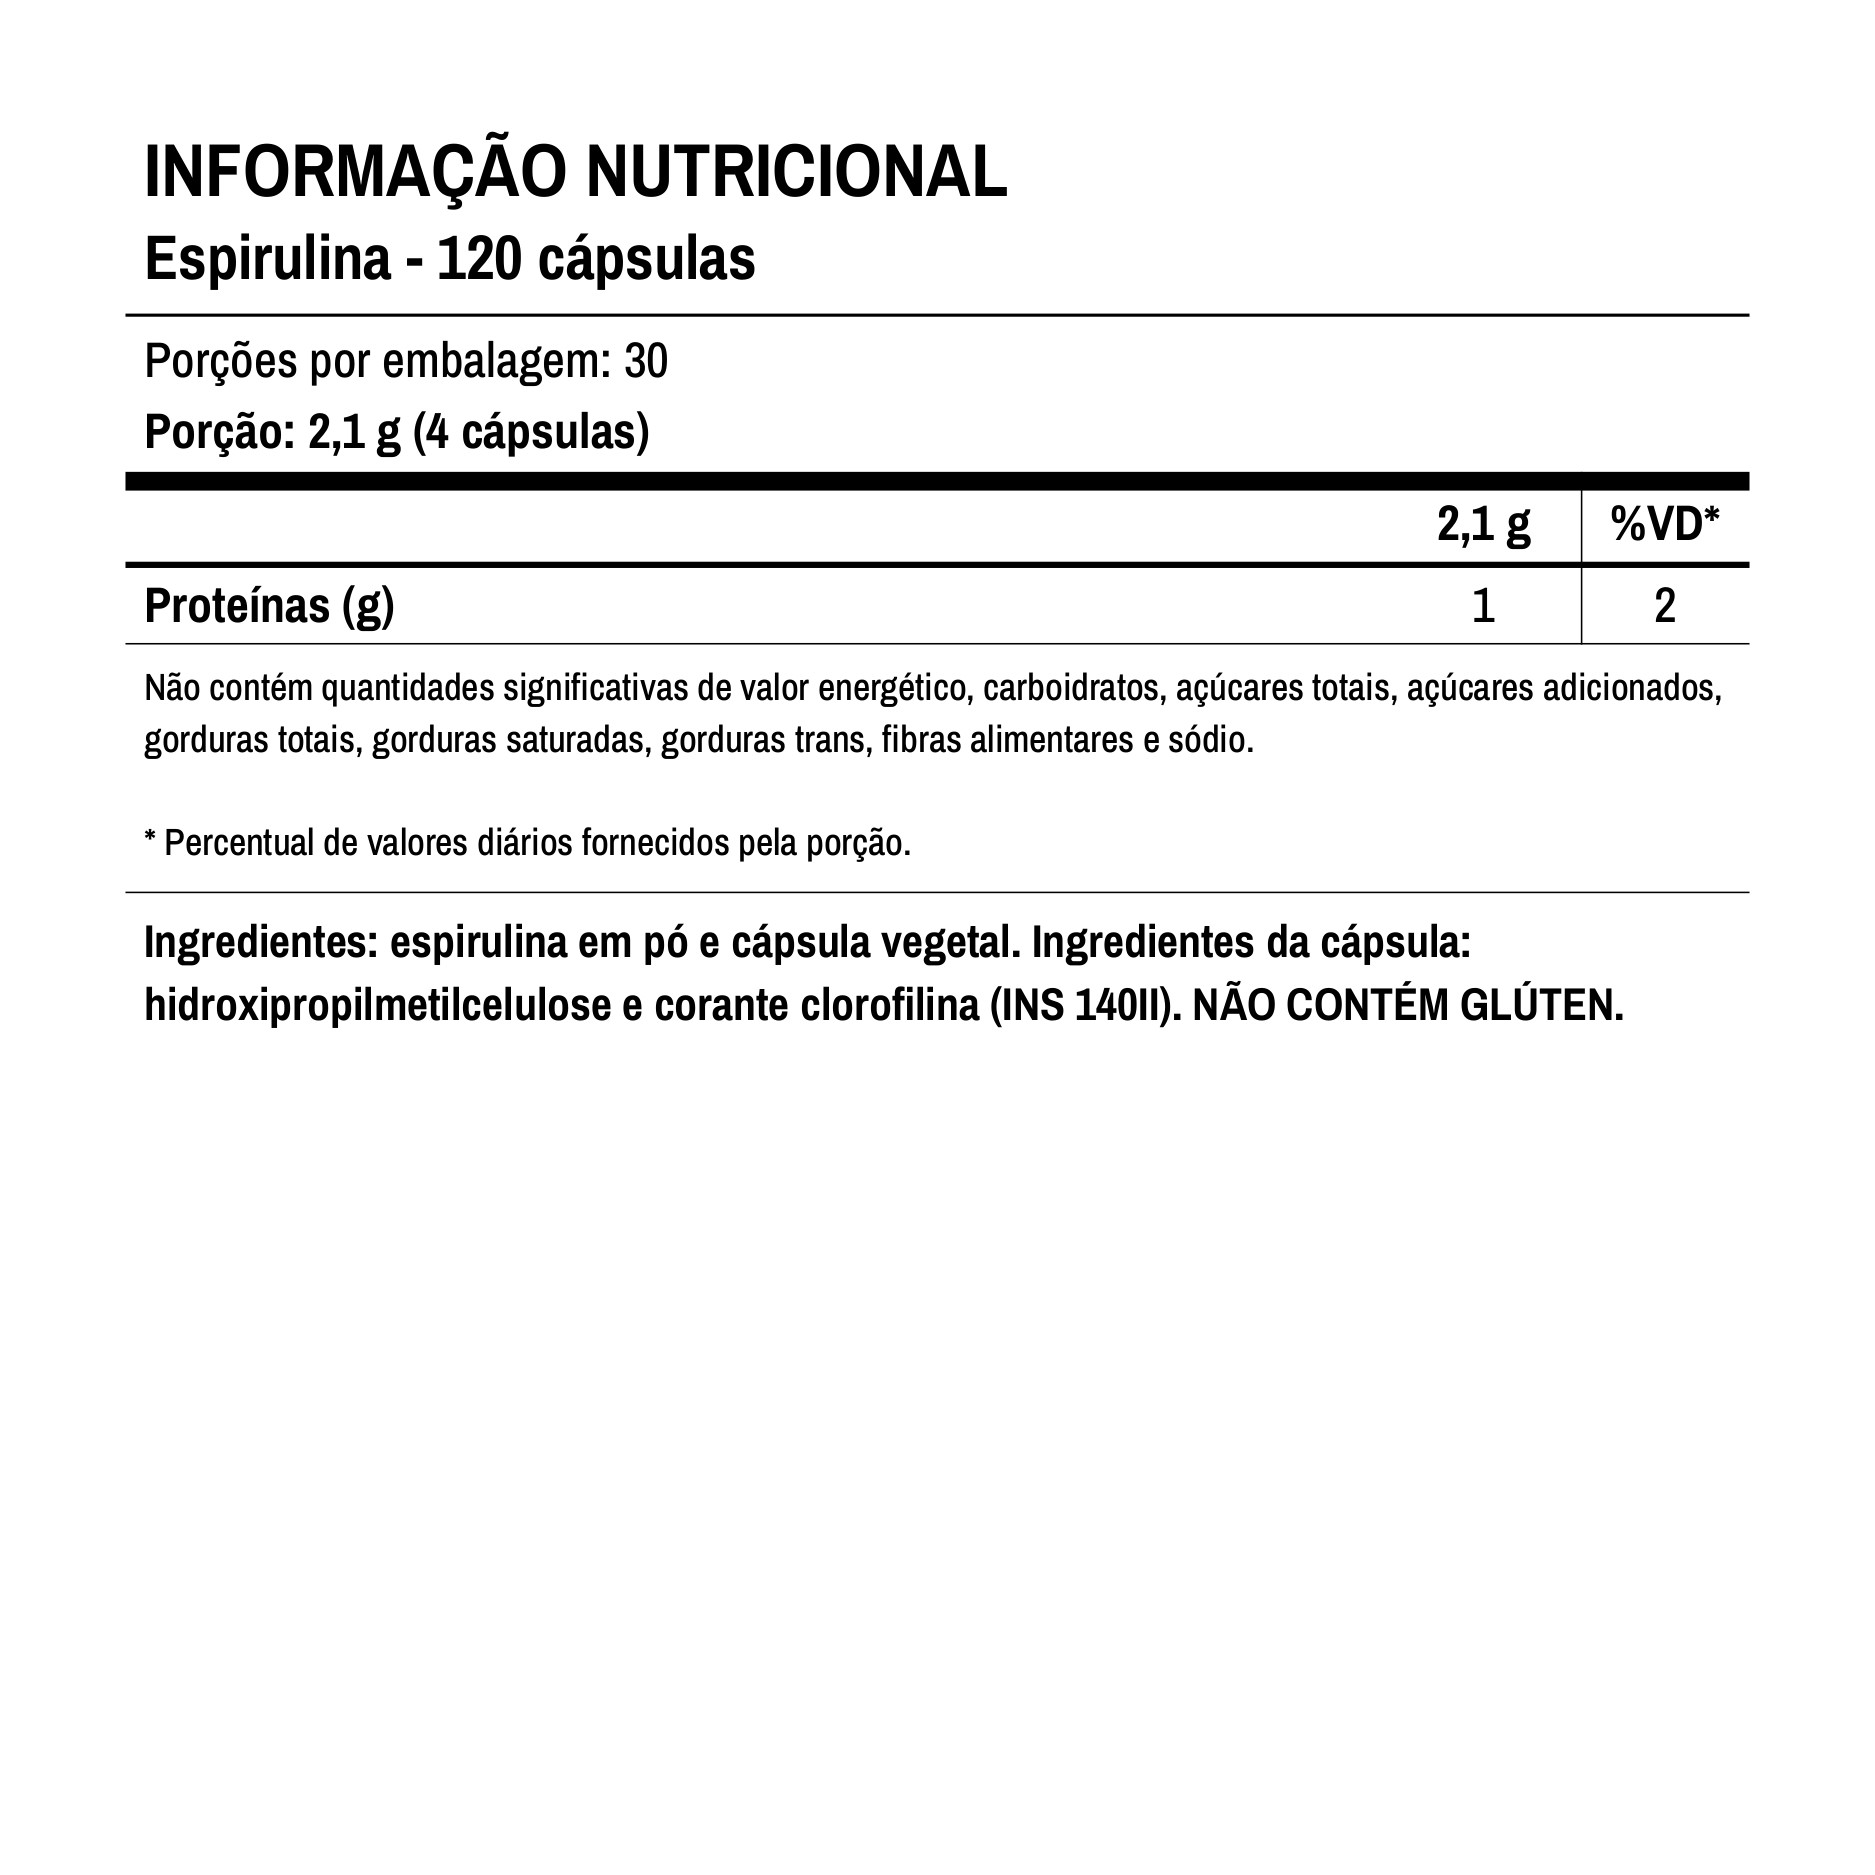 INFORMAÇÃO NUTRICIONAL
Espirulina - 120 cápsulas
Porções por embalagem: 30
Porção: 2,1 g (4 cápsulas)
2,1 g %VD*
Proteínas (g) 1 2
Não contém quantidades significativas de valor energético, carboidratos, açúcares totais, açúcares adicionados,
gorduras totais, gorduras saturadas, gorduras trans, fibras alimentares e sódio.
* Percentual de valores diários fornecidos pela porção.
Ingredientes: espirulina em pó e cápsula vegetal. Ingredientes da cápsula:
hidroxipropilmetilcelulose e corante clorofilina (INS 140II). NÃO CONTÉM GLÚTEN.